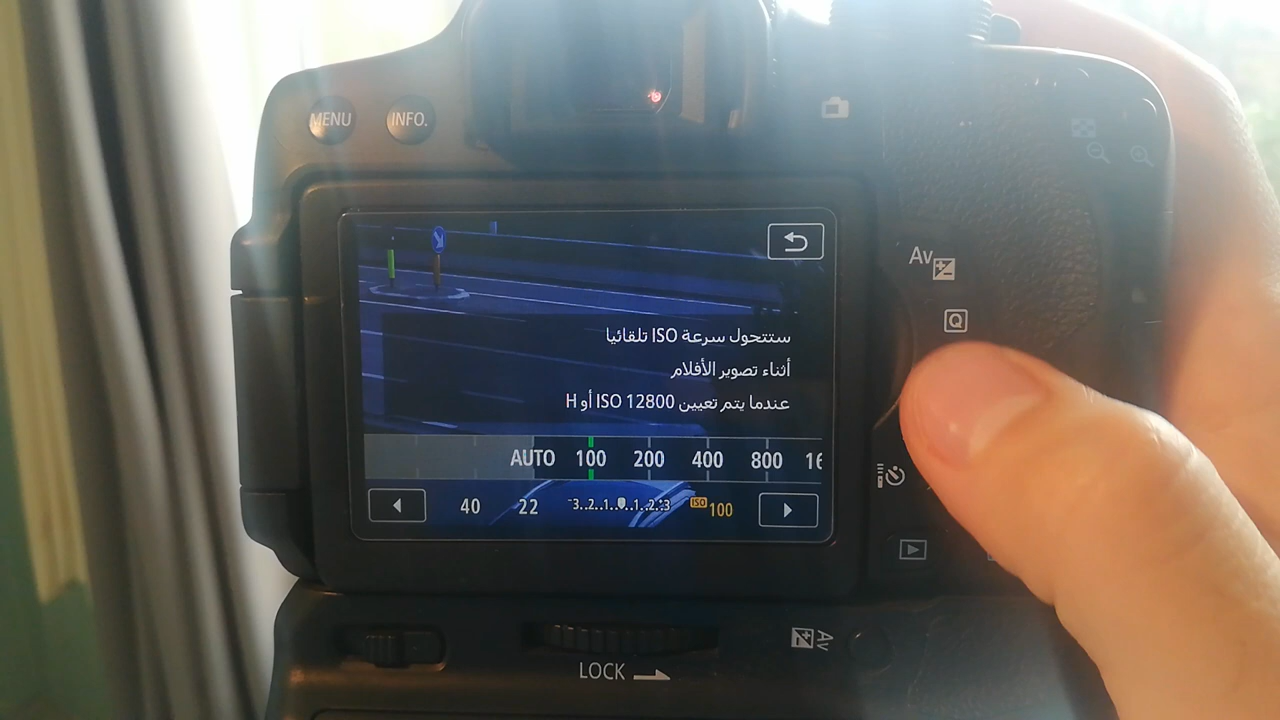 MENU INFO.
Av
Q
ستتحول سرعة ISO تلقائيا
أثناء تصوير الأفلام
عندما يتم تعيين ISO 12800 أو H
AUTO 100 200 400 800 16
40 22 -3..2..1..0..1..2..:3 ISO 100
Av
LOCK